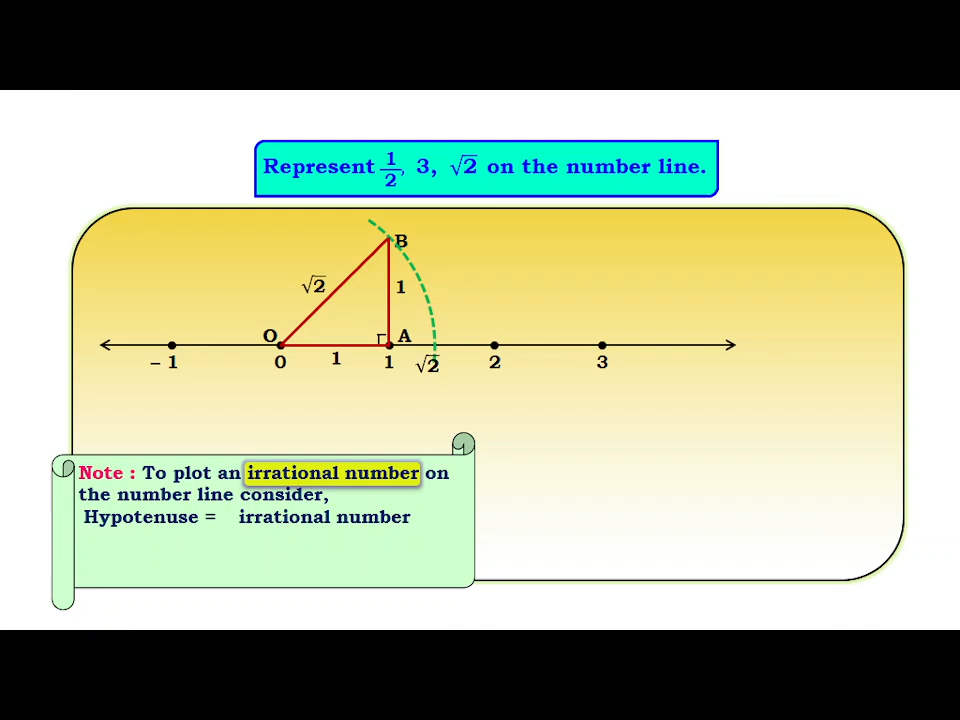 Represent 1/2, 3, √2 on the number line.
B
√2
1
O
A
– 1
0
1
1
√2
2
3
Note : To plot an irrational number on
the number line consider,
Hypotenuse = irrational number